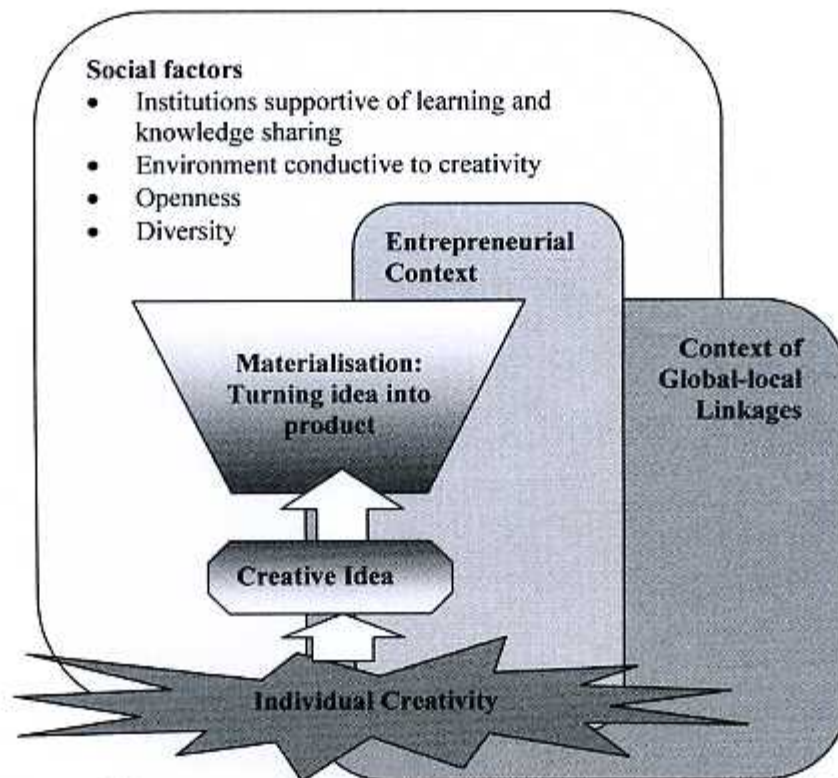 Social factors
• Institutions supportive of learning and
knowledge sharing
• Environment conductive to creativity
• Openness
• Diversity
Entrepreneurial
Context
Materialisation:
Turning idea into
product
Context of
Global-local
Linkages
Creative Idea
Individual Creativity